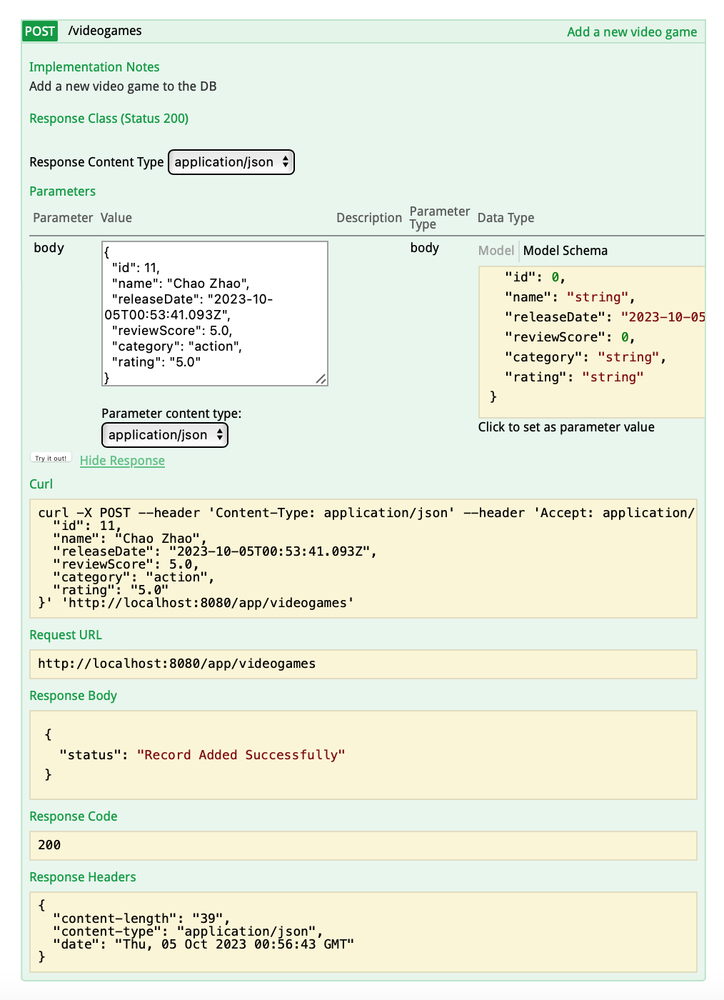 POST /videogames Add a new video game
Implementation Notes
Add a new video game to the DB
Response Class (Status 200)
Response Content Type application/json
Parameters
Parameter Value Description Parameter Type Data Type
body
{
"id": 11,
"name": "Chao Zhao",
"releaseDate": "2023-10-
05T00:53:41.093Z",
"reviewScore": 5.0,
"category": "action",
"rating": "5.0"
}
Parameter content type:
application/json
body
Model Model Schema
"id": 0,
"name": "string",
"releaseDate": "2023-10-05
"reviewScore": 0,
"category": "string",
"rating": "string"
}
Click to set as parameter value
Try it out! Hide Response
Curl
curl -X POST --header 'Content-Type: application/json' --header 'Accept: application/
"id": 11,
"name": "Chao Zhao",
"releaseDate": "2023-10-05T00:53:41.093Z",
"reviewScore": 5.0,
"category": "action",
"rating": "5.0"
}' 'http://localhost:8080/app/videogames'
Request URL
http://localhost:8080/app/videogames
Response Body
{
"status": "Record Added Successfully"
}
Response Code
200
Response Headers
{
"content-length": "39",
"content-type": "application/json",
"date": "Thu, 05 Oct 2023 00:56:43 GMT"
}